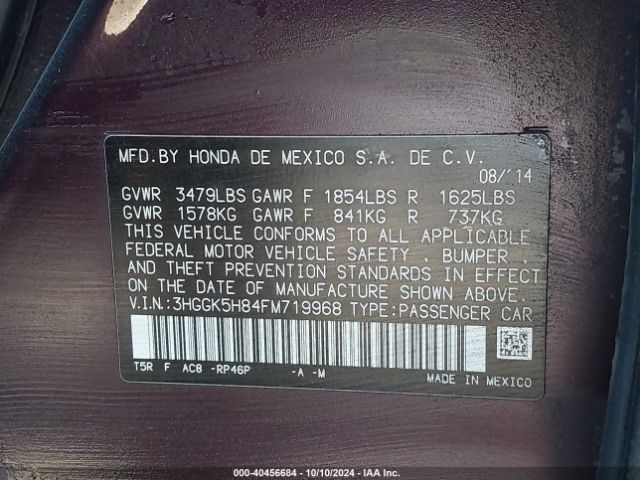 MFD.BY HONDA DE MEXICO S.A. DE C.V.
08/'14
GVWR 3479LBS GAWR F 1854LBS R 1625LBS
GVWR 1578KG GAWR F 841KG R 737KG
THIS VEHICLE CONFORMS TO ALL APPLICABLE
FEDERAL MOTOR VEHICLE SAFETY . BUMPER .
AND THEFT PREVENTION STANDARDS IN EFFECT
ON THE DATE OF MANUFACTURE SHOWN ABOVE.
V.I.N.:3HGGK5H84FM719968 TYPE:PASSENGER CAR
T5R F AC8 -RP46P -A -M
MADE IN MEXICO
000-40456684 | 10/10/2024 | IAA Inc.